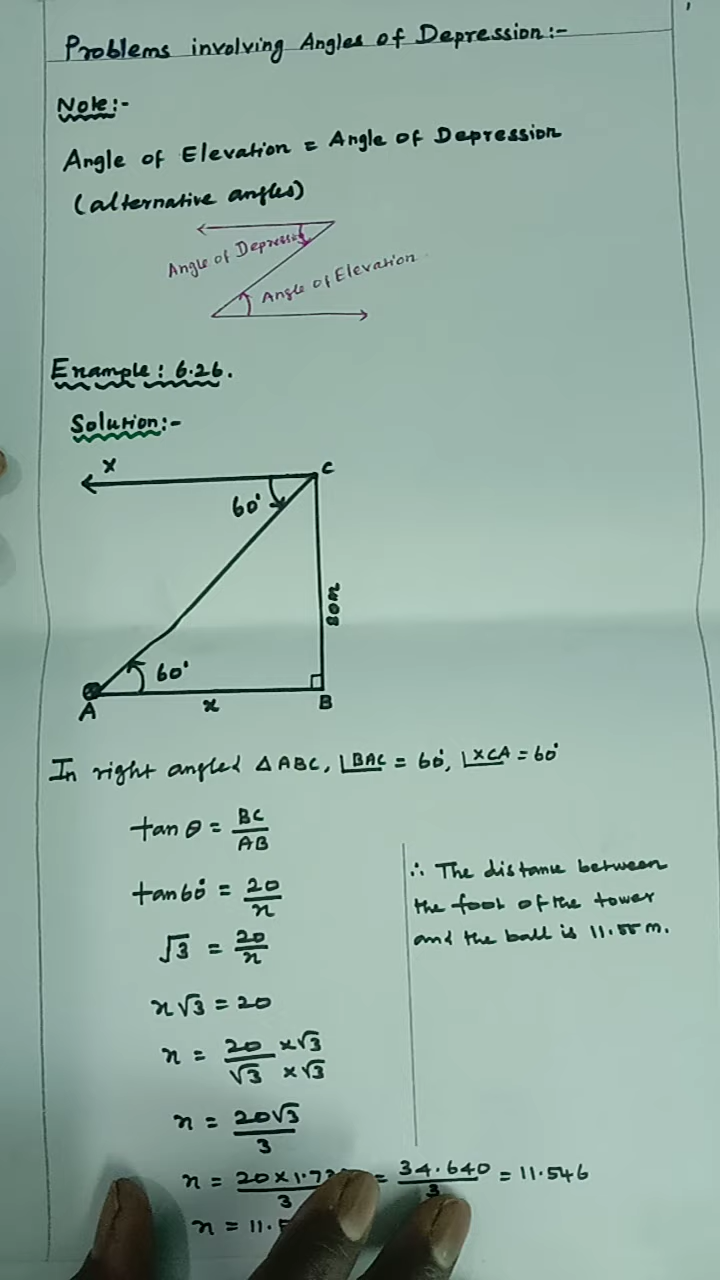 Problems involving Angles of Depression:-
Note:-
Angle of Elevation = Angle of Depression
(alternative angles)
Angle of Depression
Angle of Elevation
Example: 6.26.
Solution:-
X
C
60°
20m
60°
A
x
B
In right angled △ABC, ∠BAC = 60°, ∠XCA = 60°
tan θ = BC/AB
tan 60° = 20/x
√3 = 20/x
x√3 = 20
x = 20/√3 × √3/√3
x = 20√3/3
= 34.640/3 = 11.546
∴ The distance between
the foot of the tower
and the ball is 11.55 m.